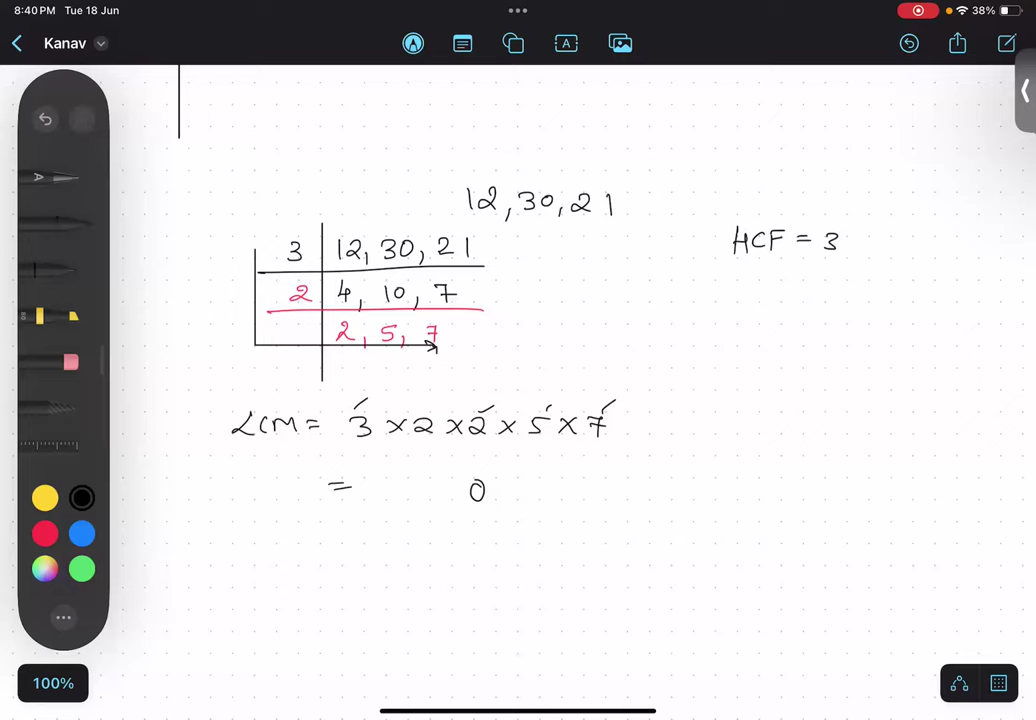 8:40 PM Tue 18 Jun
38%
Kanav
12, 30, 21
HCF = 3
3 12, 30, 21
2 4, 10, 7
2, 5, 7
LCM = 3 × 2 × 2 × 5 × 7
= 0
100%